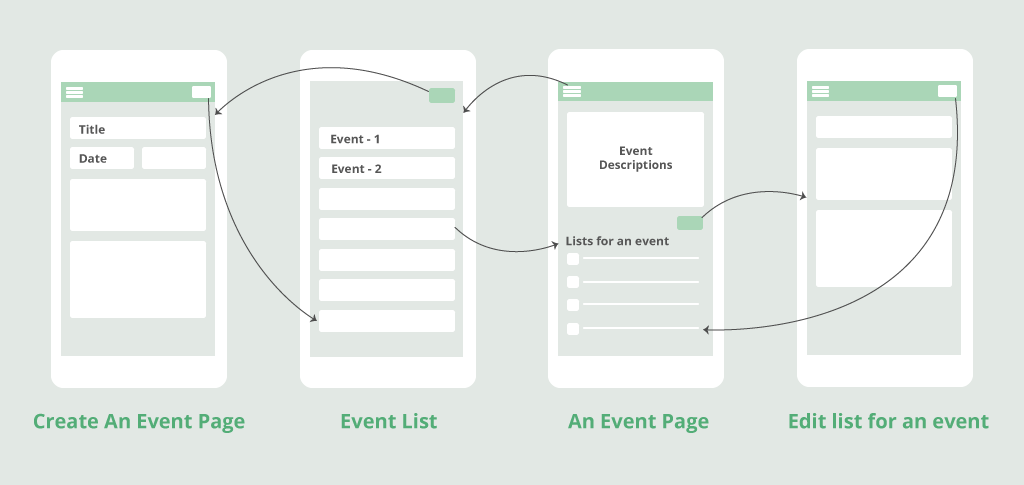 Title
Date
Event - 1
Event - 2
Event
Descriptions
Lists for an event
Create An Event Page
Event List
An Event Page
Edit list for an event